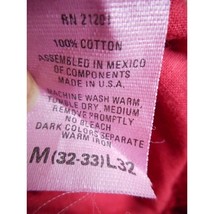 RN 21201
100% COTTON
ASSEMBLED IN MEXICO
OF COMPONENTS
MADE IN U.S.A.
MACHINE WASH WARM,
TUMBLE DRY, MEDIUM,
REMOVE PROMPTLY
NO BLEACH
DARK COLORS SEPARATE
WARM IRON
M(32-33)L32